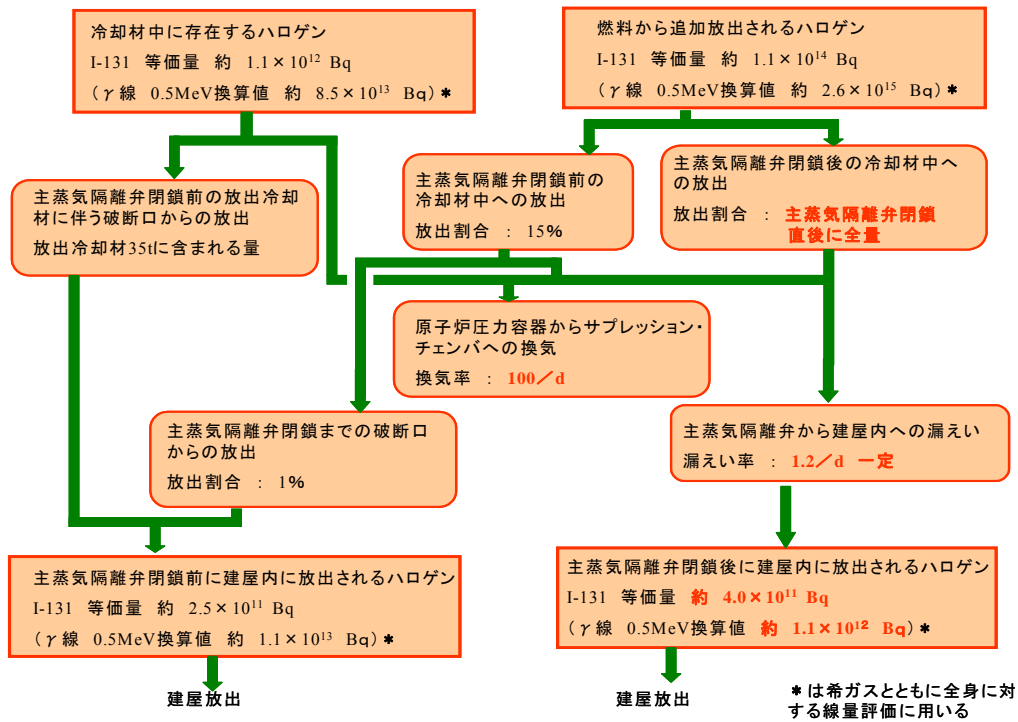 冷却材中に存在するハロゲン
I-131 等価量 約 1.1×10¹² Bq
(γ線 0.5MeV換算値 約 8.5×10¹³ Bq)*
燃料から追加放出されるハロゲン
I-131 等価量 約 1.1×10¹⁴ Bq
(γ線 0.5MeV換算値 約 2.6×10¹⁵ Bq)*
主蒸気隔離弁閉鎖前の放出冷却
材に伴う破断口からの放出
放出冷却材35tに含まれる量
主蒸気隔離弁閉鎖前の
冷却材中への放出
放出割合 : 15%
主蒸気隔離弁閉鎖後の冷却材中へ
の放出
放出割合 : 主蒸気隔離弁閉鎖
直後に全量
原子炉圧力容器からサプレッション・
チェンバへの換気
換気率 : 100/d
主蒸気隔離弁閉鎖までの破断口
からの放出
放出割合 : 1%
主蒸気隔離弁から建屋内への漏えい
漏えい率 : 1.2/d 一定
主蒸気隔離弁閉鎖前に建屋内に放出されるハロゲン
I-131 等価量 約 2.5×10¹¹ Bq
(γ線 0.5MeV換算値 約 1.1×10¹³ Bq)*
主蒸気隔離弁閉鎖後に建屋内に放出されるハロゲン
I-131 等価量 約 4.0×10¹¹ Bq
(γ線 0.5MeV換算値 約 1.1×10¹² Bq)*
建屋放出
建屋放出
*は希ガスとともに全身に対
する線量評価に用いる